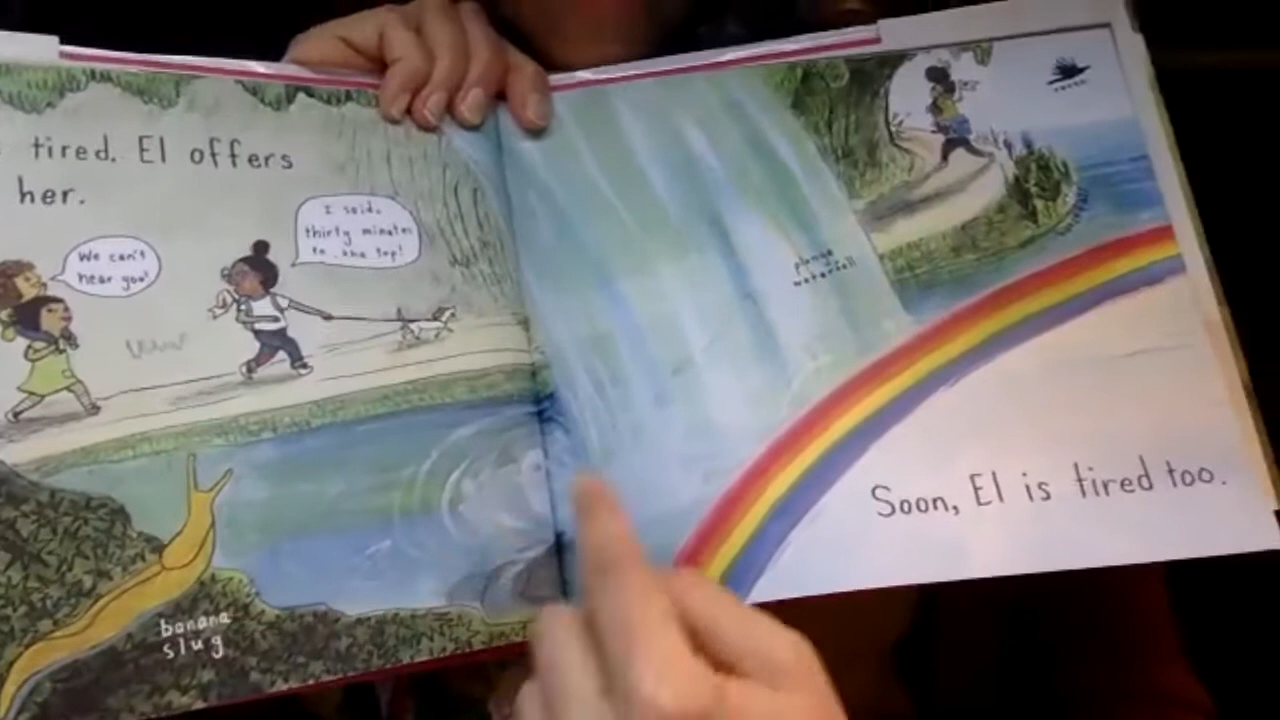 tired. El offers
her.
We can't
hear you!
I said,
thirty minutes
to the top!
banana
slug
plunge
waterfall
Soon, El is tired too.